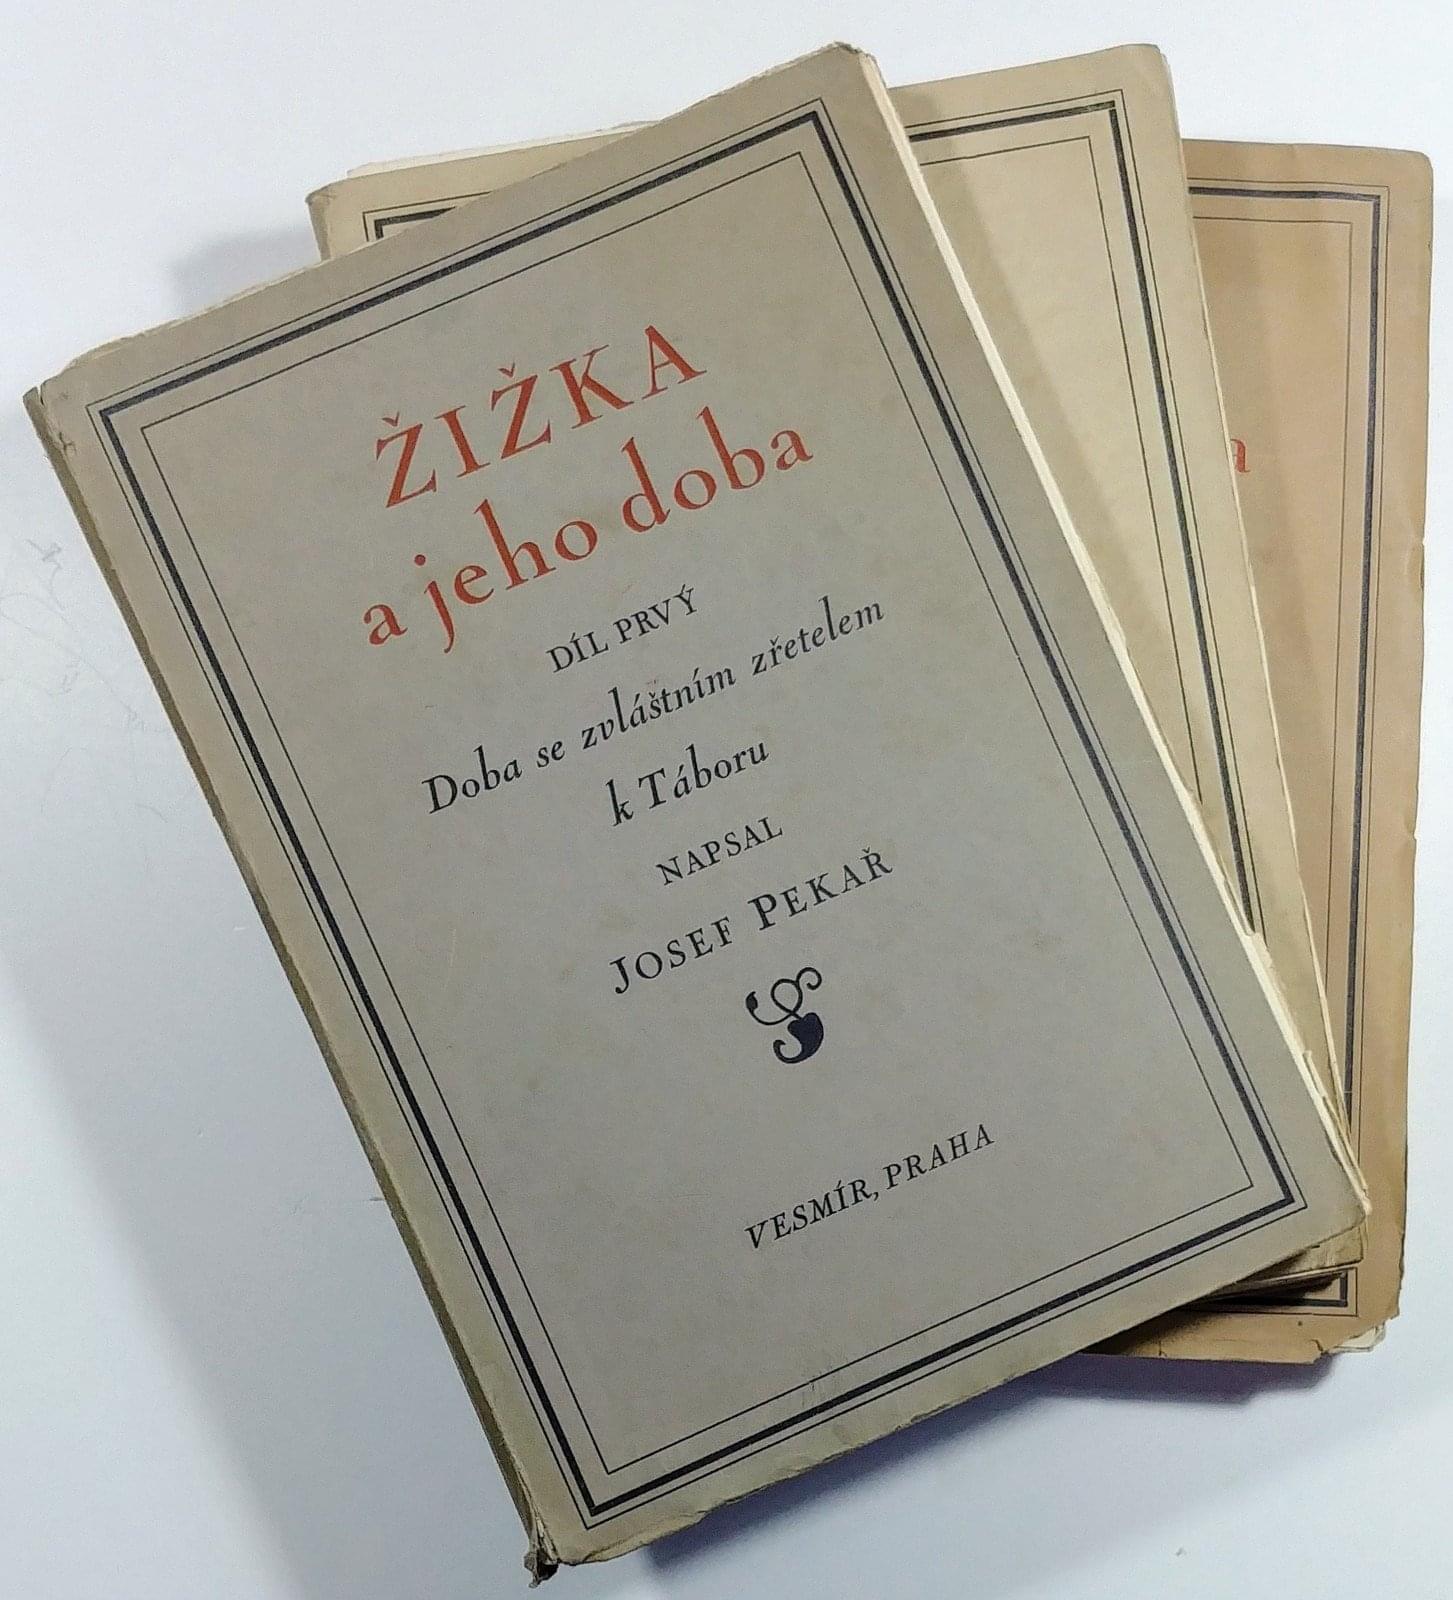 ŽIŽKA
a jeho doba
DÍL PRVÝ
Doba se zvláštním zřetelem
k Táboru
NAPSAL
JOSEF PEKAŘ
VESMÍR, PRAHA
a